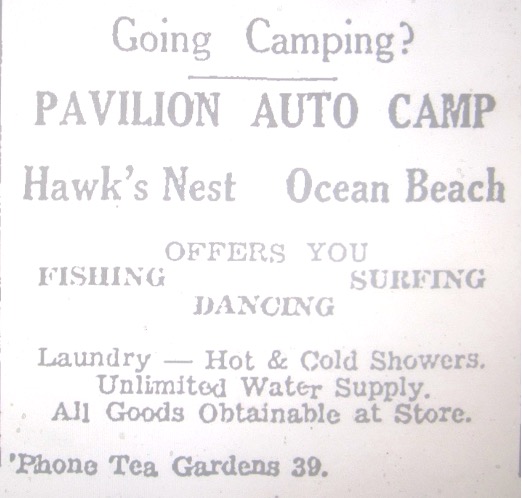 Going Camping?
PAVILION AUTO CAMP
Hawk's Nest Ocean Beach
OFFERS YOU
FISHING SURFING
DANCING
Laundry — Hot & Cold Showers.
Unlimited Water Supply.
All Goods Obtainable at Store.
'Phone Tea Gardens 39.